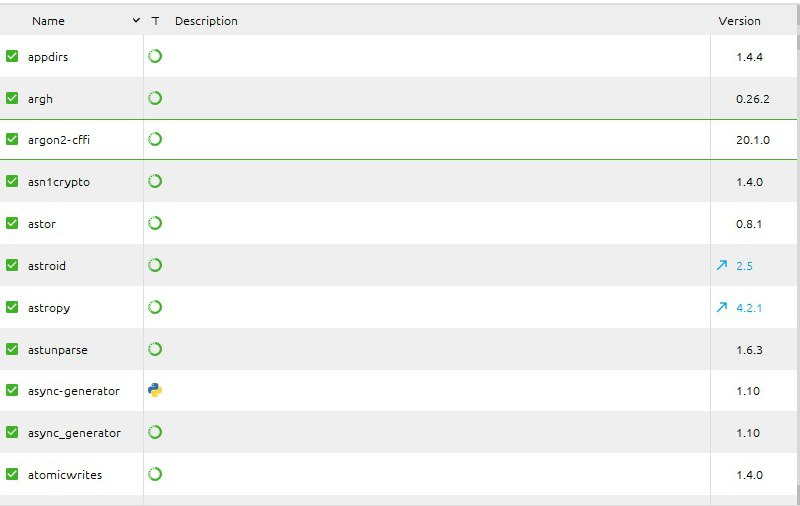 Name T Description Version
appdirs 1.4.4
argh 0.26.2
argon2-cffi 20.1.0
asn1crypto 1.4.0
astor 0.8.1
astroid 2.5
astropy 4.2.1
astunparse 1.6.3
async-generator 1.10
async_generator 1.10
atomicwrites 1.4.0